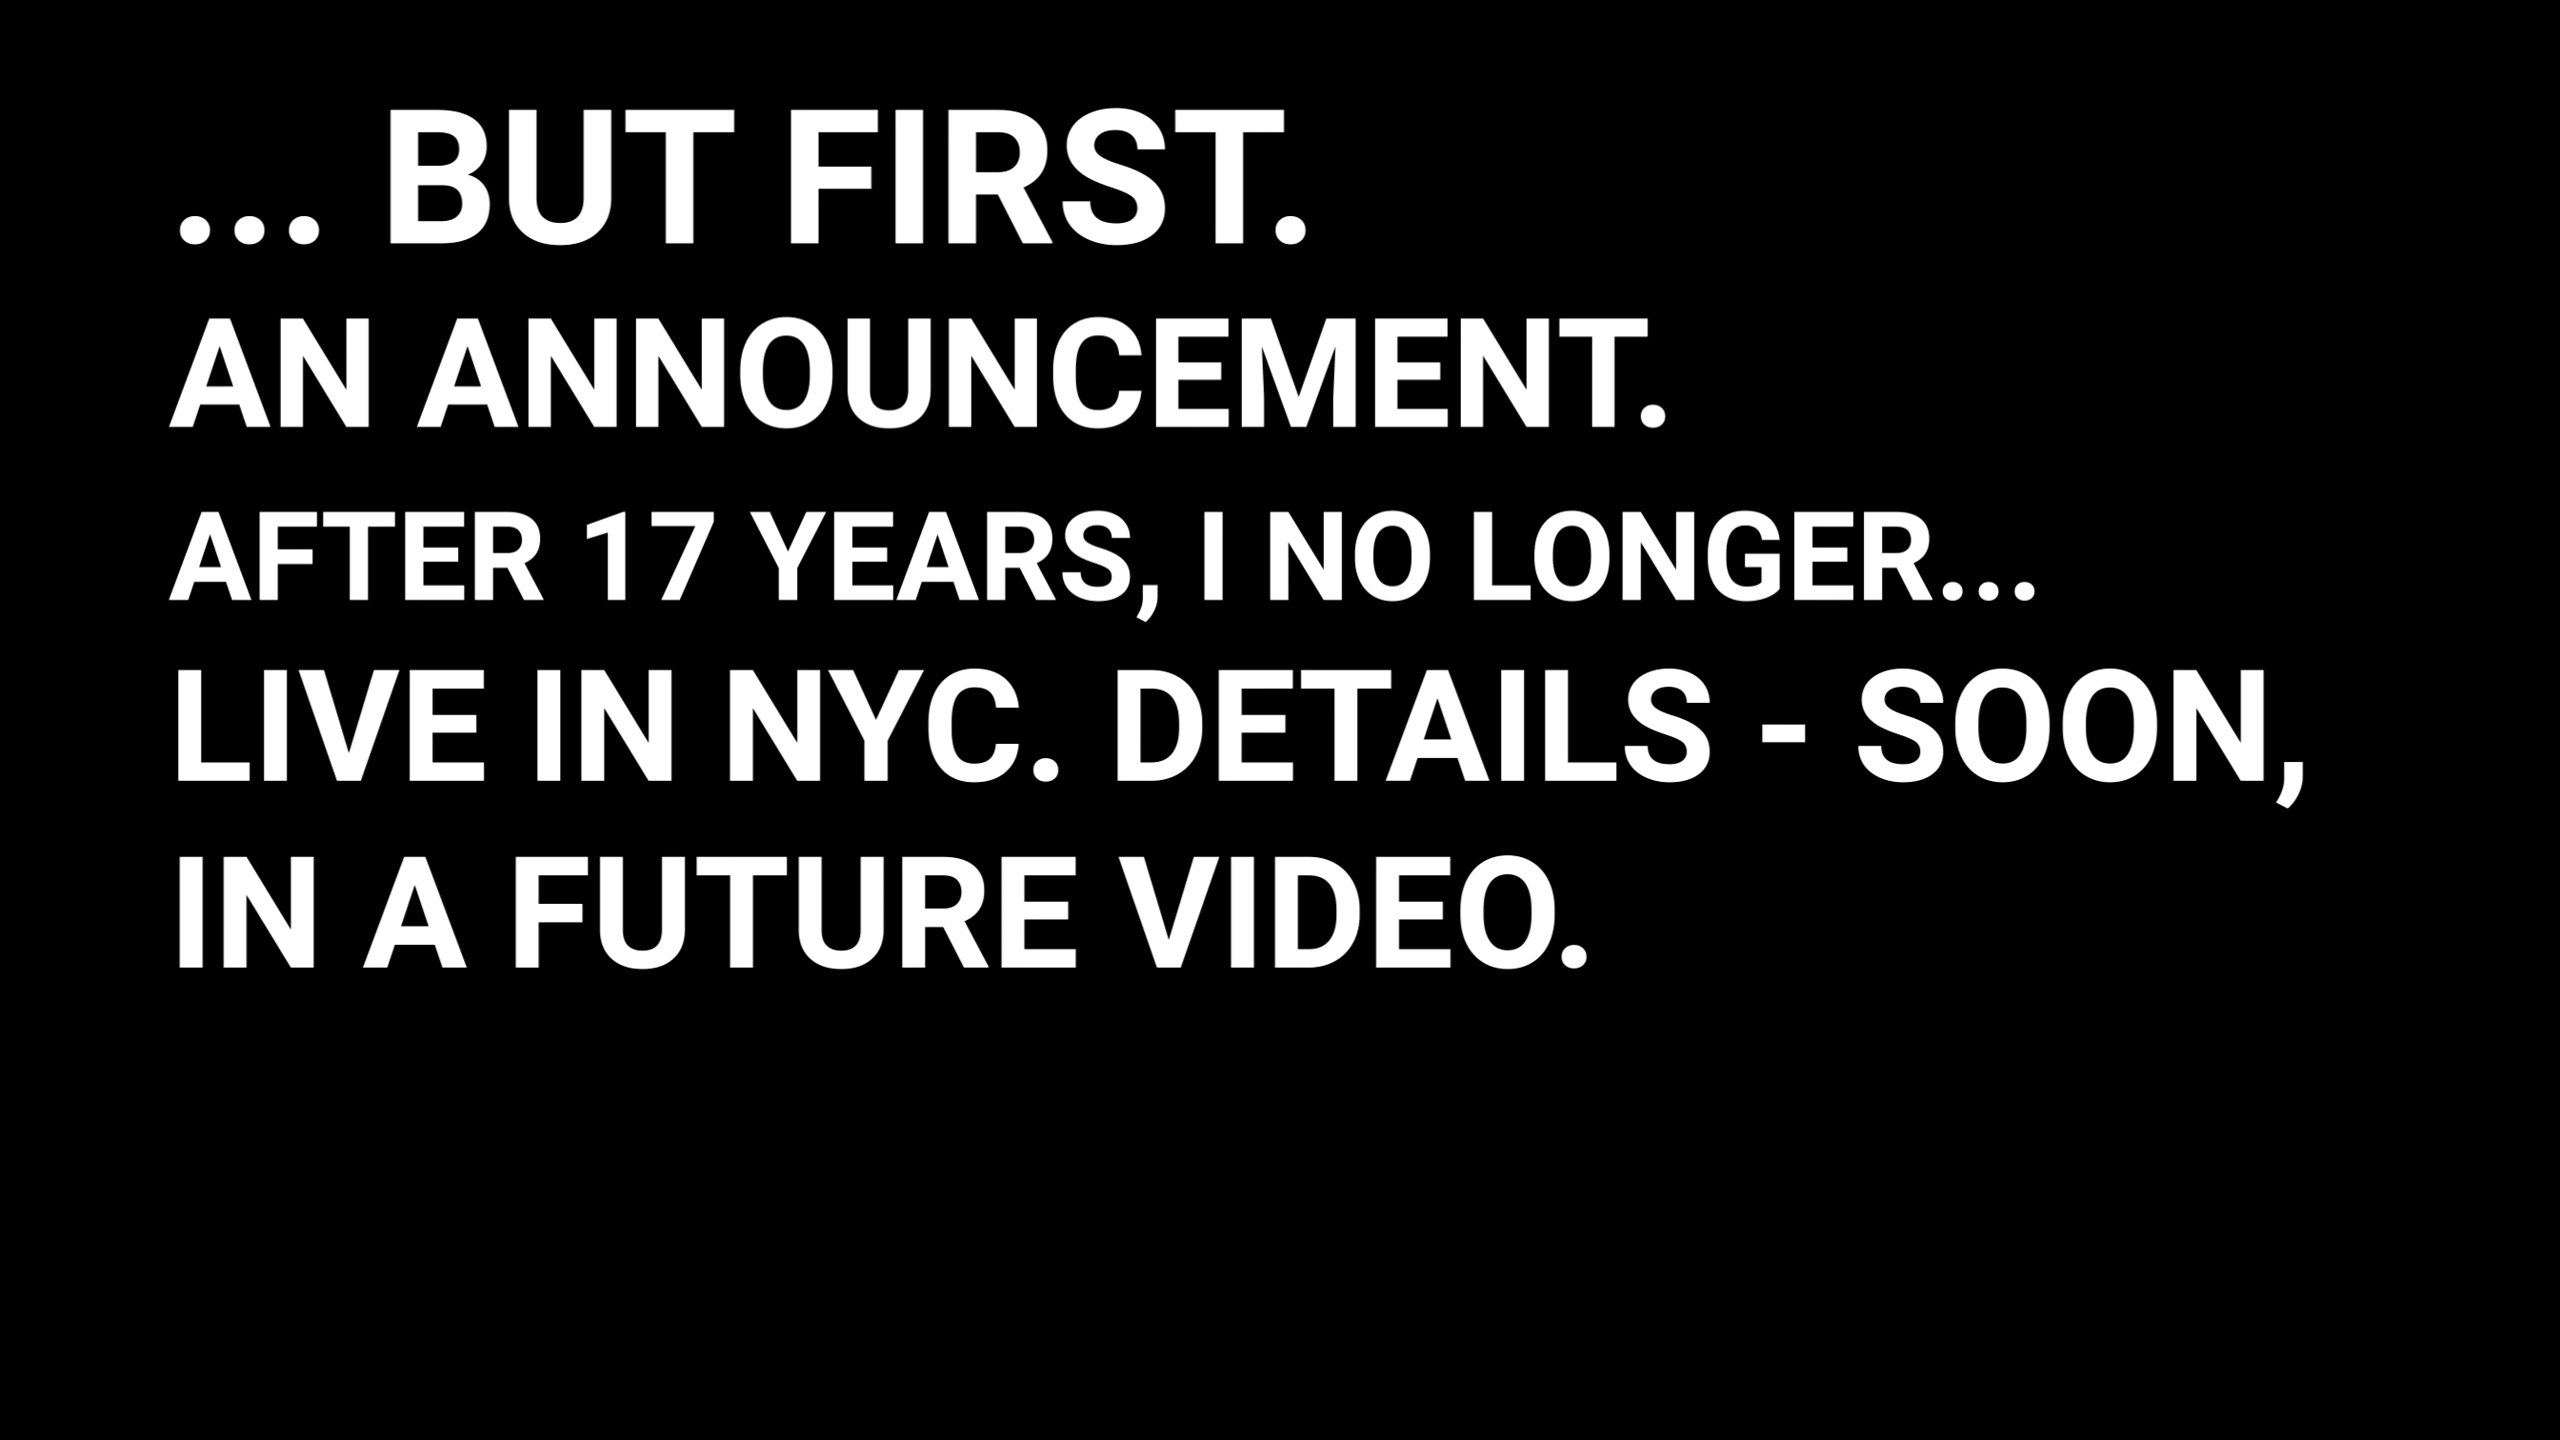 ... BUT FIRST.
AN ANNOUNCEMENT.
AFTER 17 YEARS, I NO LONGER...
LIVE IN NYC. DETAILS - SOON,
IN A FUTURE VIDEO.